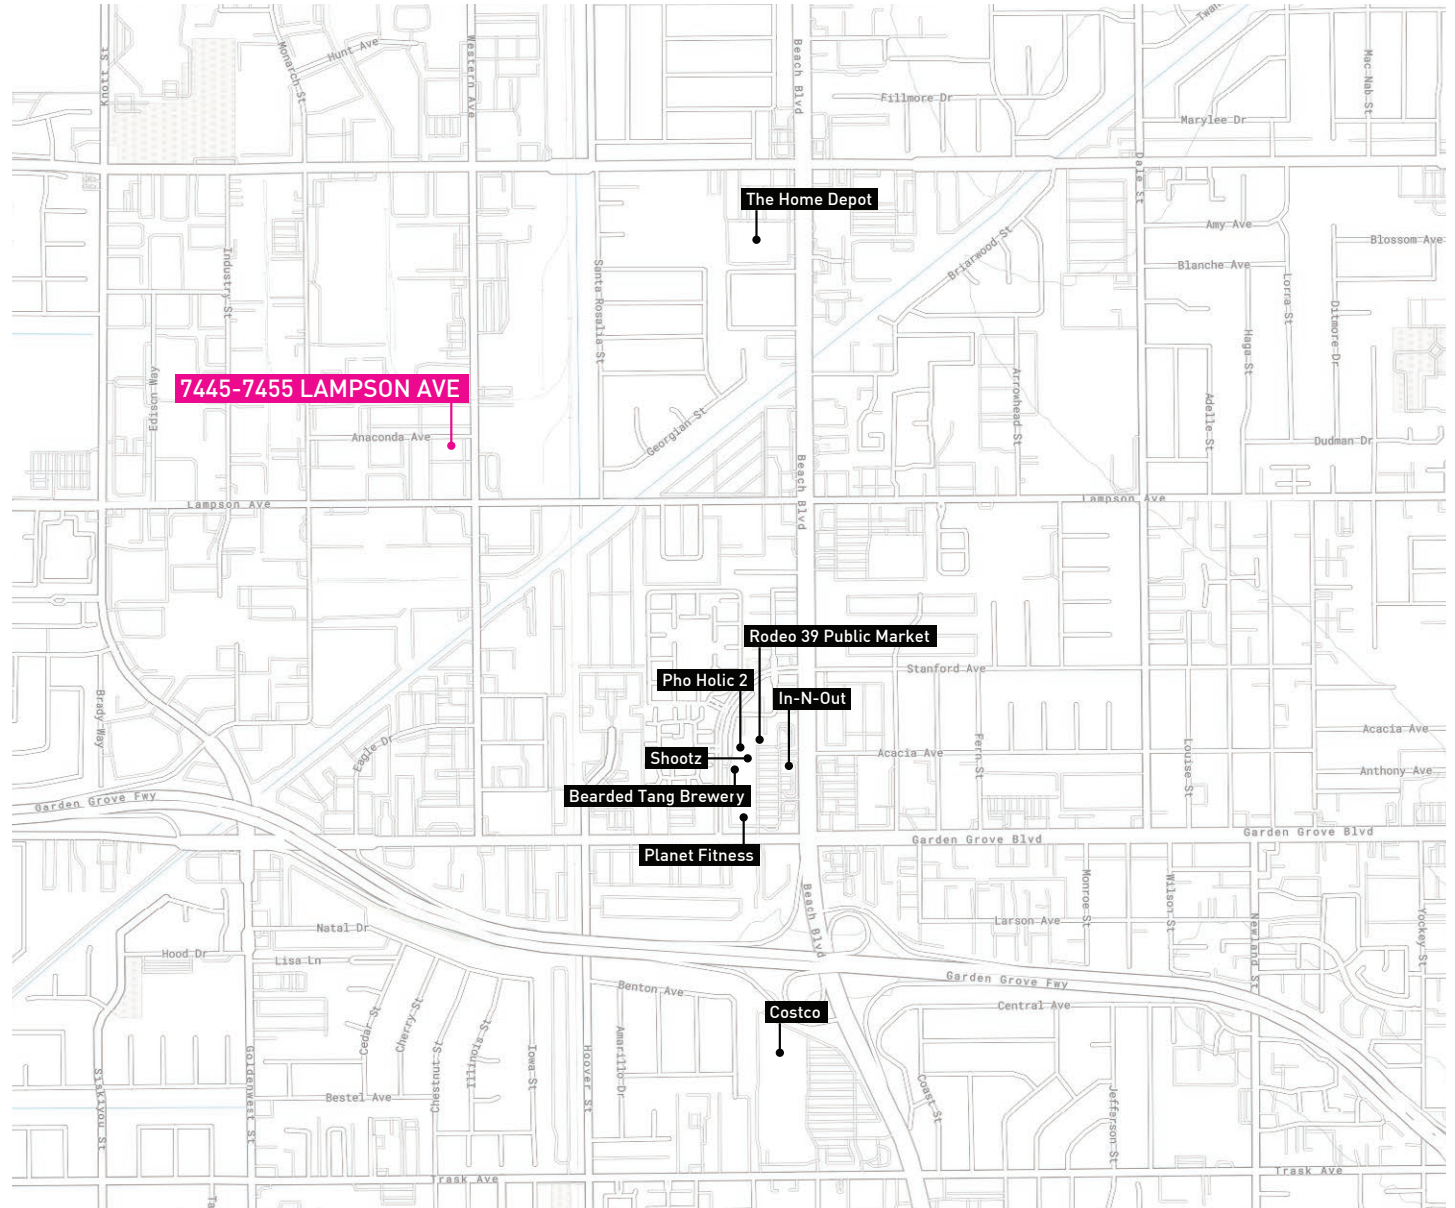 Knott St
Monarch St
Hunt Ave
Western Ave
Beach Blvd
Fillmore Dr
Mac Nab St
Marylee Dr
Dale St
The Home Depot
Industry St
Santa Rosalia St
Briarwood St
Amy Ave
Blossom Ave
Blanche Ave
Lorra St
Ditmore Dr
Haga St
Edison Way
7445-7455 LAMPSON AVE
Anaconda Ave
Georgian St
Arrowhead St
Adelle St
Dudman Dr
Beach Blvd
Lampson Ave
Lampson Ave
Rodeo 39 Public Market
Stanford Ave
Pho Holic 2
In-N-Out
Brady Way
Eagle Dr
Shootz
Acacia Ave
Fern St
Louise St
Acacia Ave
Anthony Ave
Bearded Tang Brewery
Garden Grove Fwy
Garden Grove Blvd
Garden Grove Blvd
Planet Fitness
Beach Blvd
Monroe St
Wilson St
Newland St
Yockey St
Larson Ave
Natal Dr
Hood Dr
Lisa Ln
Benton Ave
Garden Grove Fwy
Central Ave
Costco
Cedar St
Cherry St
Chestnut St
Illinois St
Iowa St
Hoover St
Amarillo Dr
Goldenwest St
Siskiyou St
Bestel Ave
Coast St
Jefferson St
Trask Ave
Trask Ave